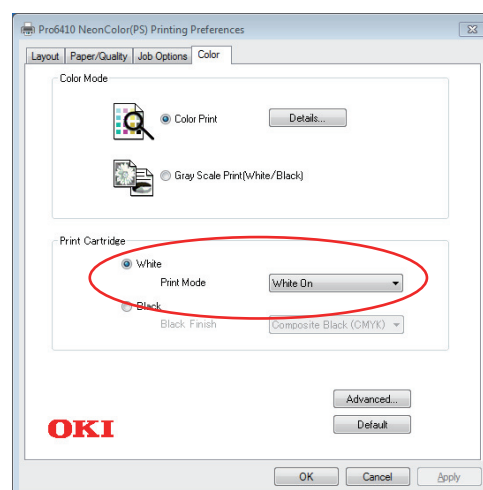 Pro6410 NeonColor(PS) Printing Preferences
Layout Paper/Quality Job Options Color
Color Mode
Color Print Details...
Gray Scale Print(White/Black)
Print Cartridge
White
Print Mode White On
Black
Black Finish Composite Black (CMYK)
Advanced...
OKI Default
OK Cancel Apply